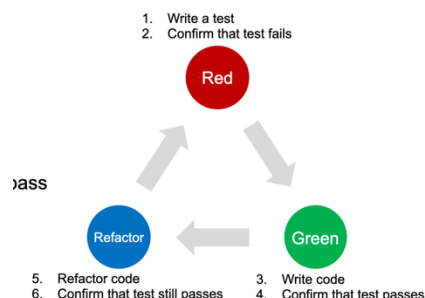 1. Write a test
2. Confirm that test fails
Red
pass
Refactor
Green
5. Refactor code
6. Confirm that test still passes
3. Write code
4. Confirm that test passes